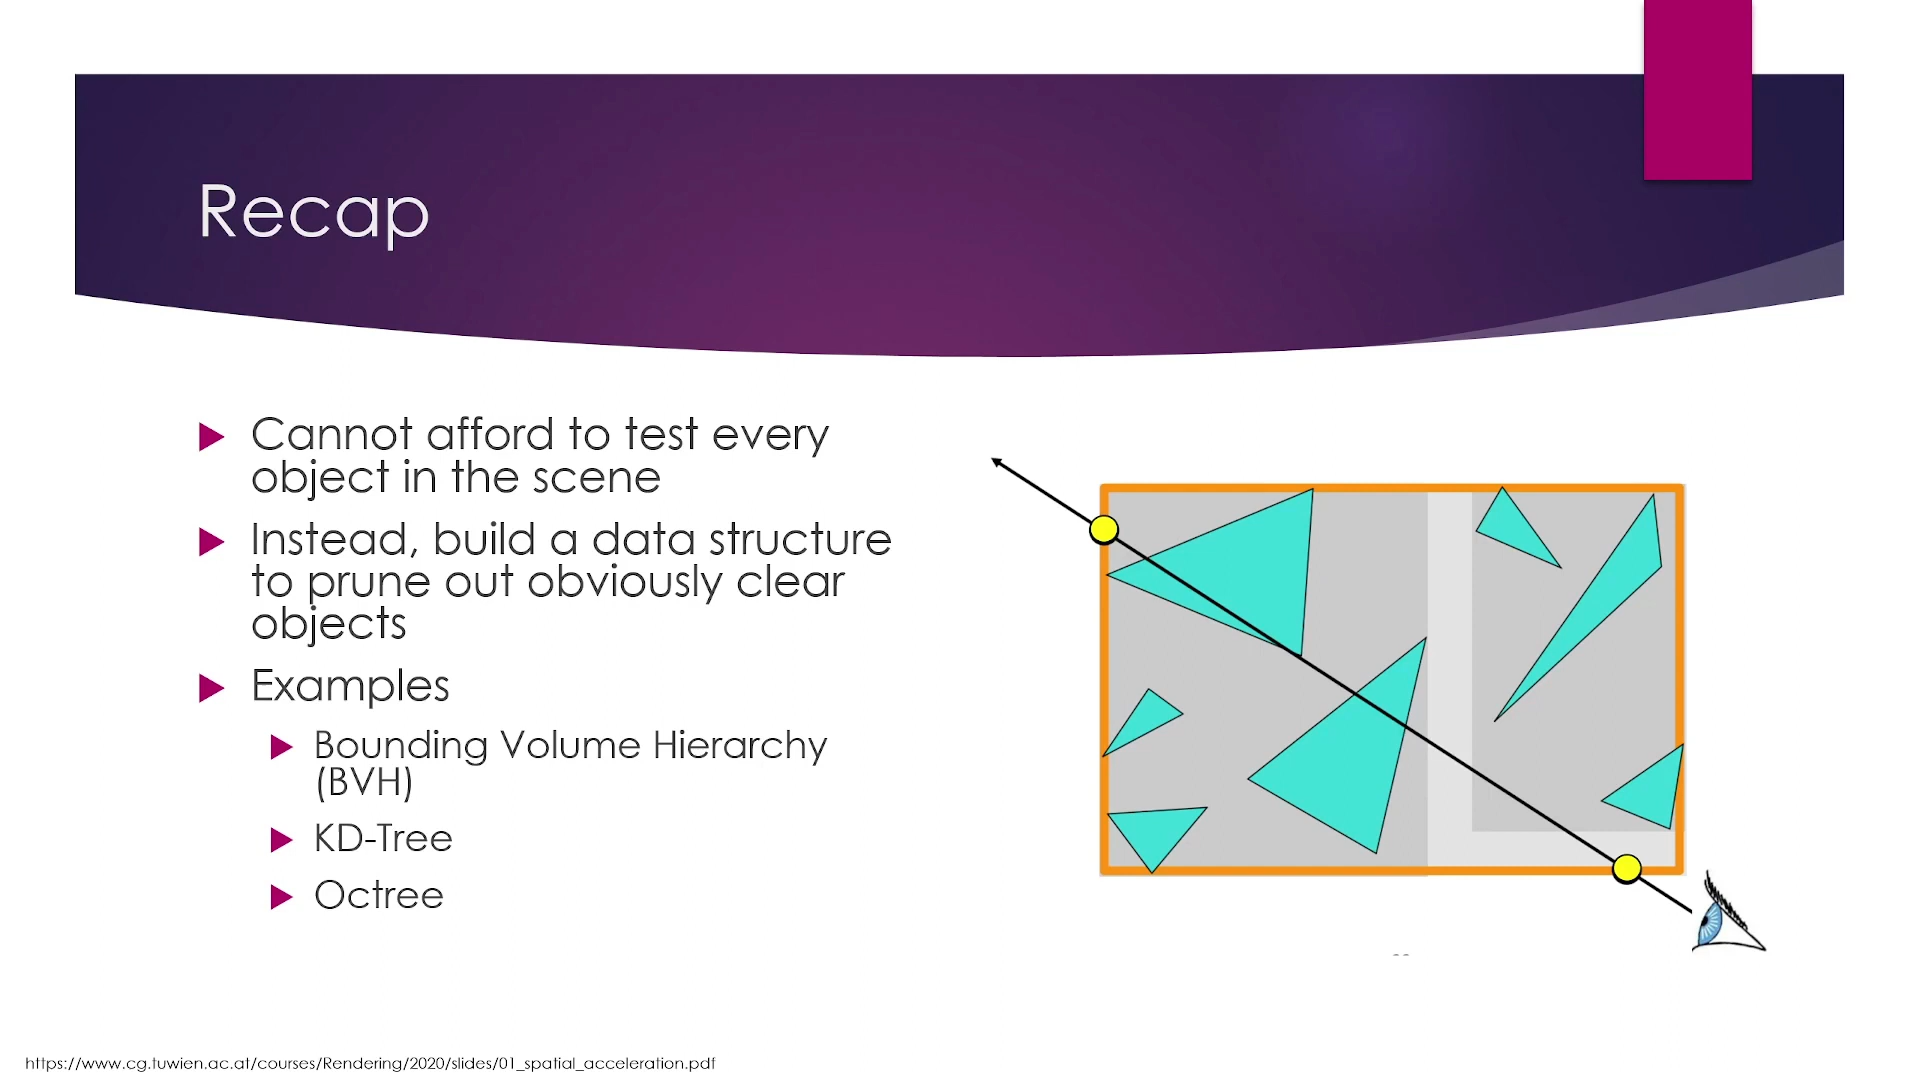 Recap
Cannot afford to test every
object in the scene
Instead, build a data structure
to prune out obviously clear
objects
Examples
Bounding Volume Hierarchy
(BVH)
KD-Tree
Octree
https://www.cg.tuwien.ac.at/courses/Rendering/2020/slides/01_spatial_acceleration.pdf